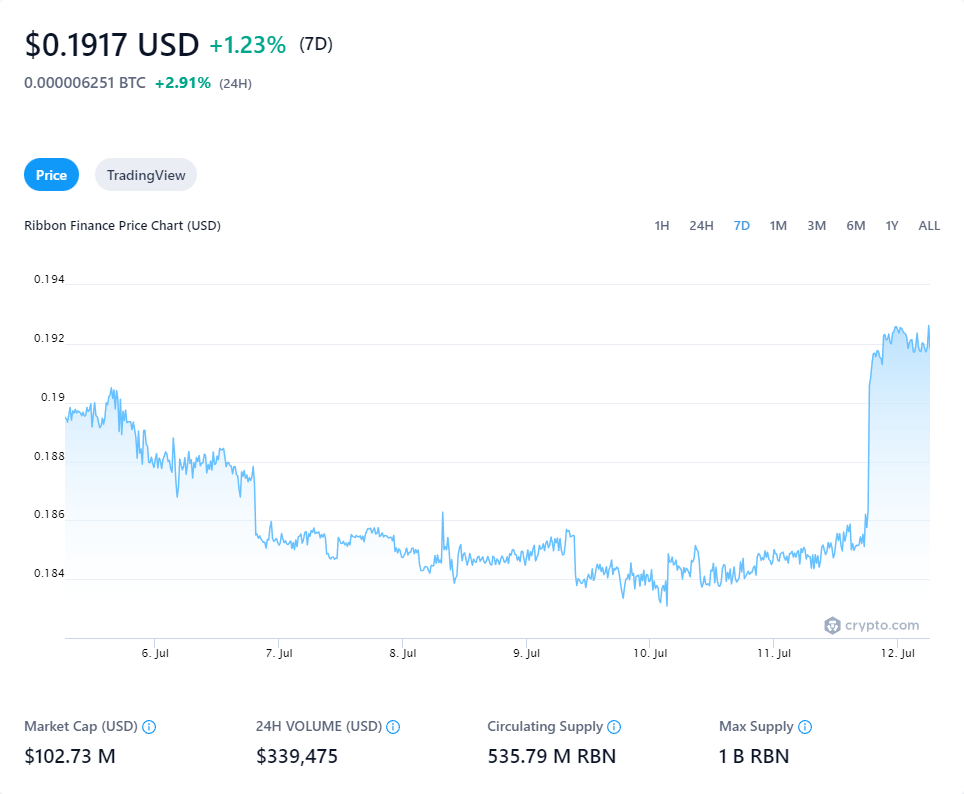 $0.1917 USD +1.23% (7D)
0.000006251 BTC +2.91% (24H)
Price TradingView
Ribbon Finance Price Chart (USD) 1H 24H 7D 1M 3M 6M 1Y ALL
0.194
0.192
0.19
0.188
0.186
0.184
crypto.com
6. Jul 7. Jul 8. Jul 9. Jul 10. Jul 11. Jul 12. Jul
Market Cap (USD) 24H VOLUME (USD) Circulating Supply Max Supply
$102.73 M $339,475 535.79 M RBN 1 B RBN